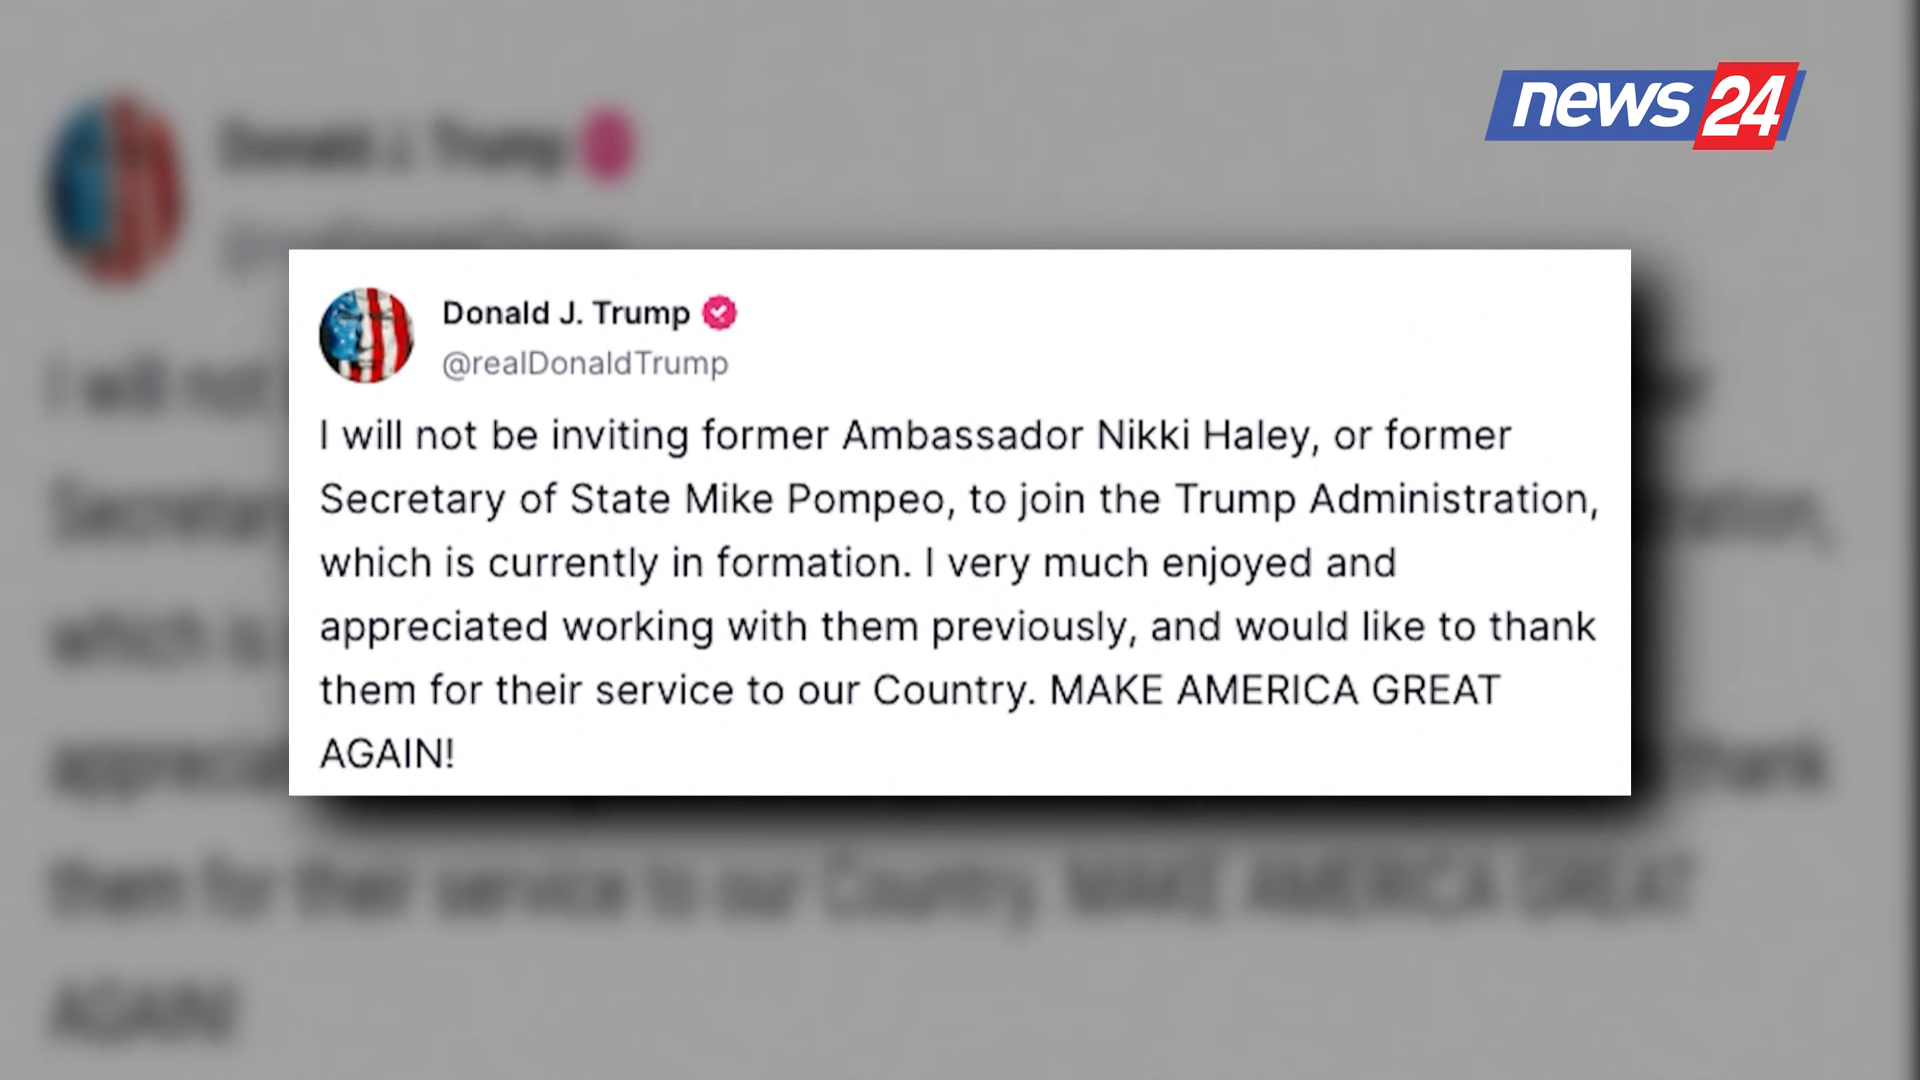 news 24
Donald J. Trump
@realDonaldTrump
I will not be inviting former Ambassador Nikki Haley, or former
Secretary of State Mike Pompeo, to join the Trump Administration,
which is currently in formation. I very much enjoyed and
appreciated working with them previously, and would like to thank
them for their service to our Country. MAKE AMERICA GREAT
AGAIN!